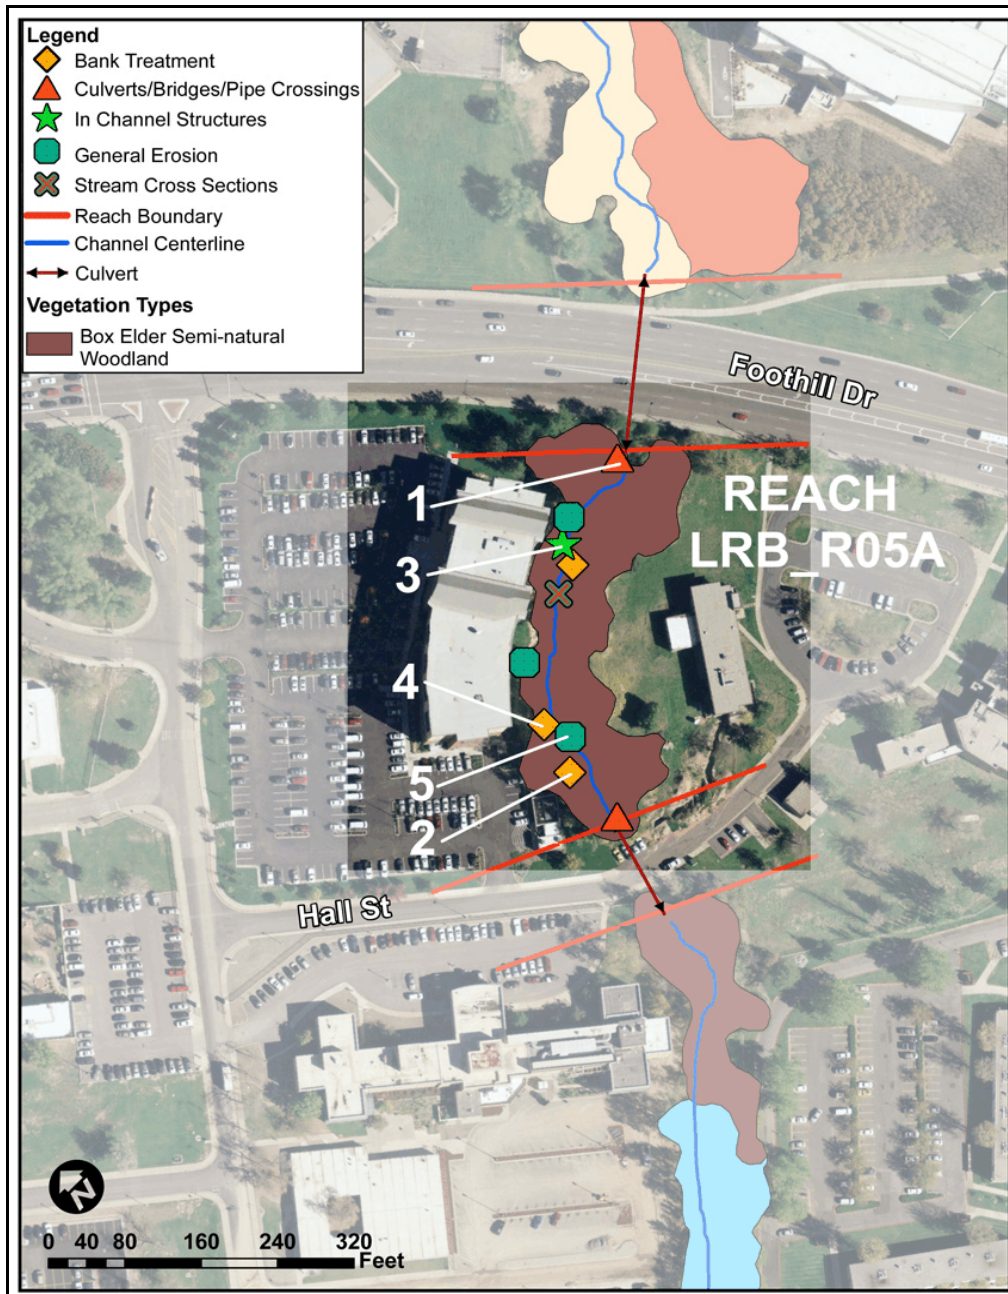 Legend
Bank Treatment
Culverts/Bridges/Pipe Crossings
In Channel Structures
General Erosion
Stream Cross Sections
Reach Boundary
Channel Centerline
Culvert
Vegetation Types
Box Elder Semi-natural
Woodland
Foothill Dr
REACH
LRB_R05A
1
3
4
5
2
Hall St
N
0 40 80 160 240 320
Feet